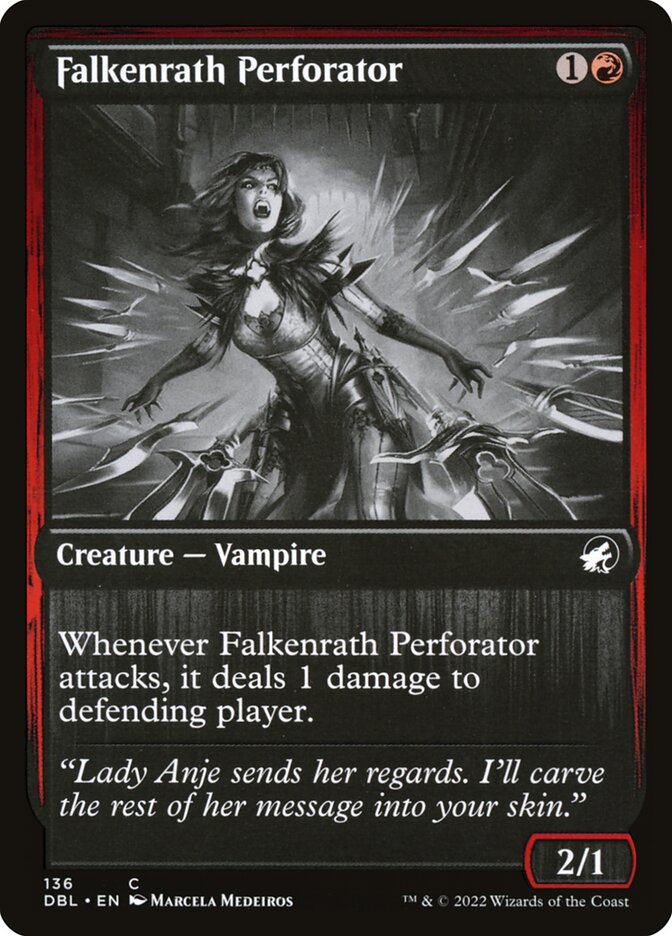 Falkenrath Perforator 1
Creature — Vampire
Whenever Falkenrath Perforator
attacks, it deals 1 damage to
defending player.
“Lady Anje sends her regards. I’ll carve
the rest of her message into your skin.”
2/1
136 C
DBL • EN Marcela Medeiros ™ & © 2022 Wizards of the Coast